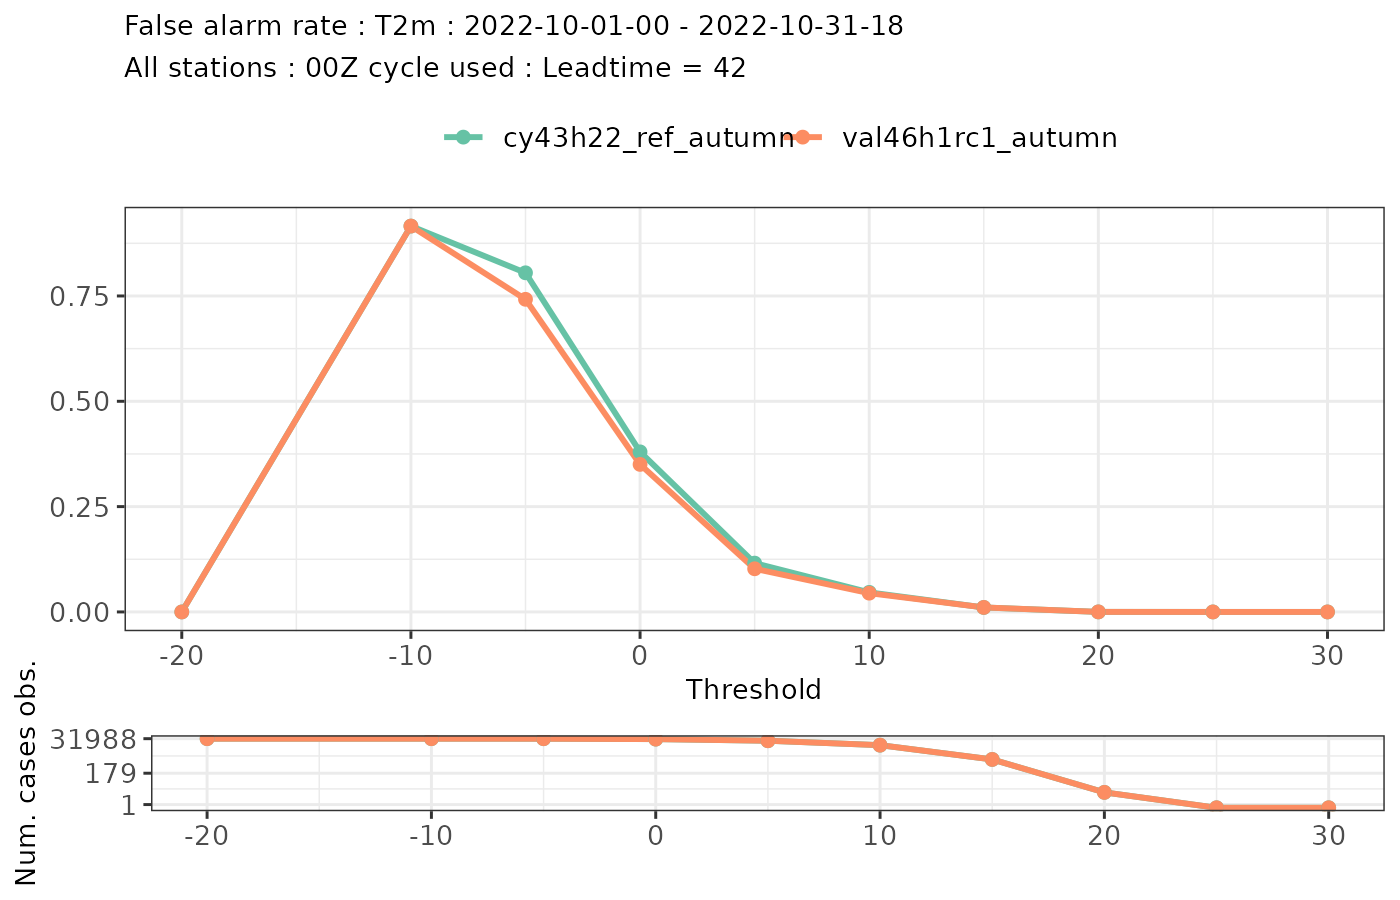 False alarm rate : T2m : 2022-10-01-00 - 2022-10-31-18
All stations : 00Z cycle used : Leadtime = 42
cy43h22_ref_autumn val46h1rc1_autumn
0.75
0.50
0.25
0.00
-20 -10 0 10 20 30
Threshold
Num. cases obs.
31988
179
1
-20 -10 0 10 20 30